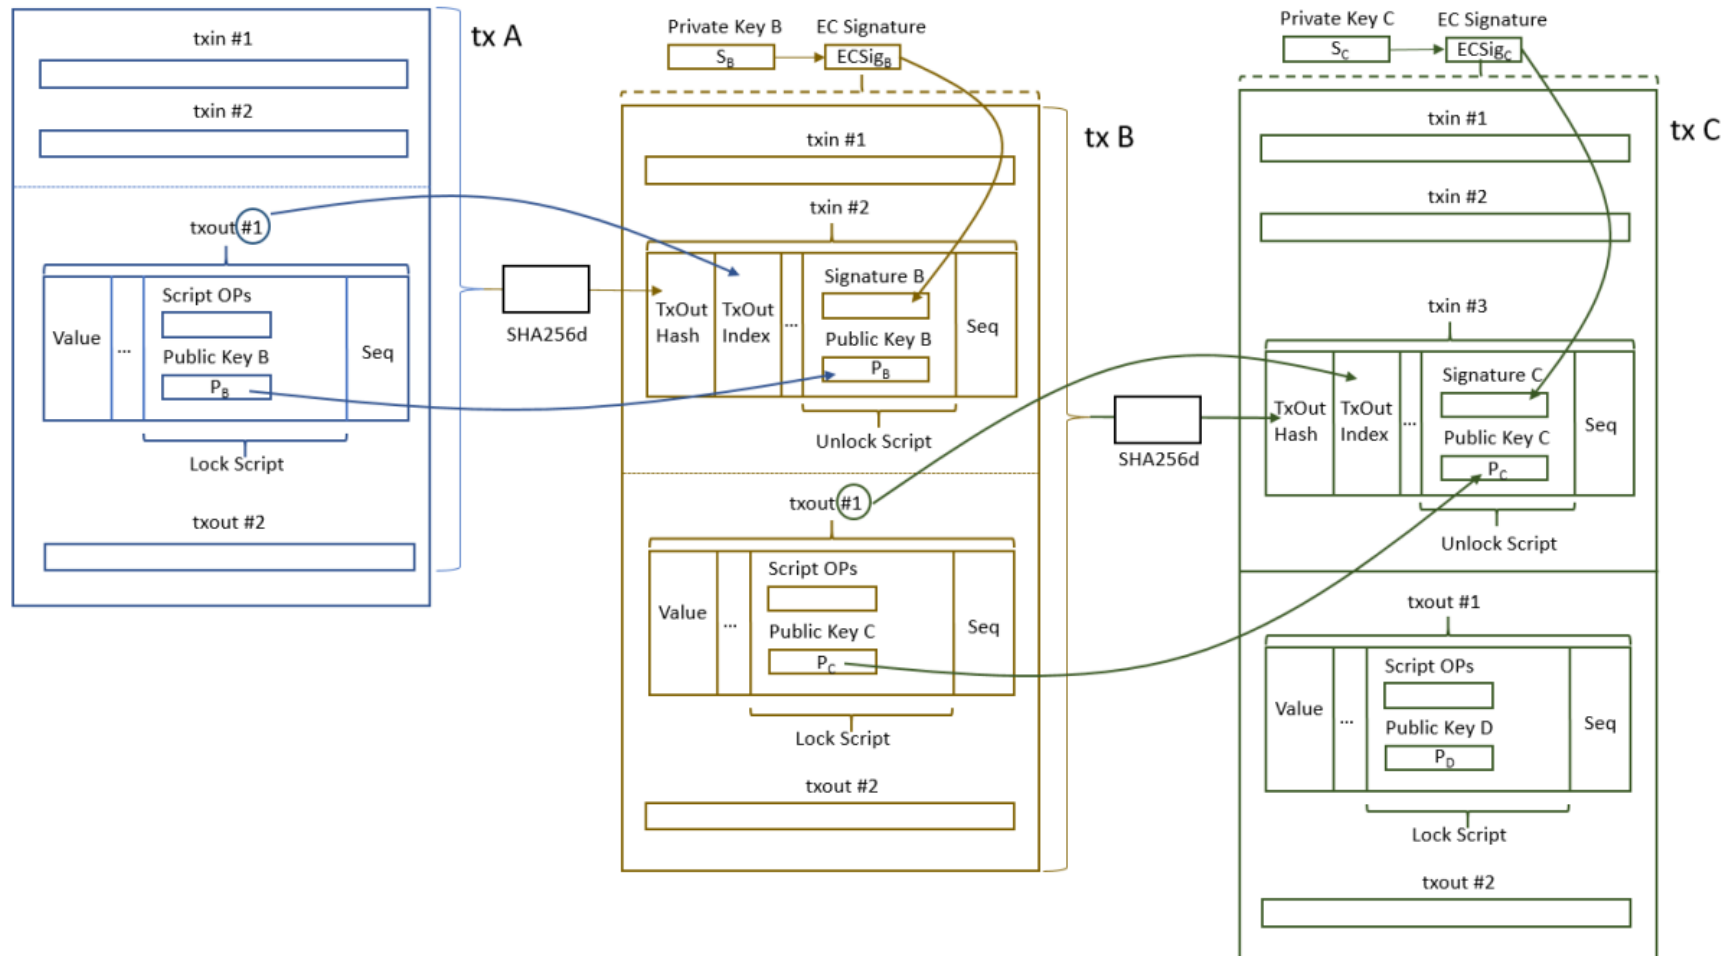 tx A
txin #1
txin #2
txout #1
Value
...
Script OPs
Public Key B
P_B
Seq
Lock Script
txout #2
SHA256d
Private Key B
S_B
EC Signature
ECSig_B
tx B
txin #1
txin #2
TxOut
Hash
TxOut
Index
...
Signature B
Public Key B
P_B
Seq
Unlock Script
txout #1
Value
...
Script OPs
Public Key C
P_C
Seq
Lock Script
txout #2
SHA256d
Private Key C
S_C
EC Signature
ECSig_C
tx C
txin #1
txin #2
txin #3
TxOut
Hash
TxOut
Index
...
Signature C
Public Key C
P_C
Seq
Unlock Script
txout #1
Value
...
Script OPs
Public Key D
P_D
Seq
Lock Script
txout #2